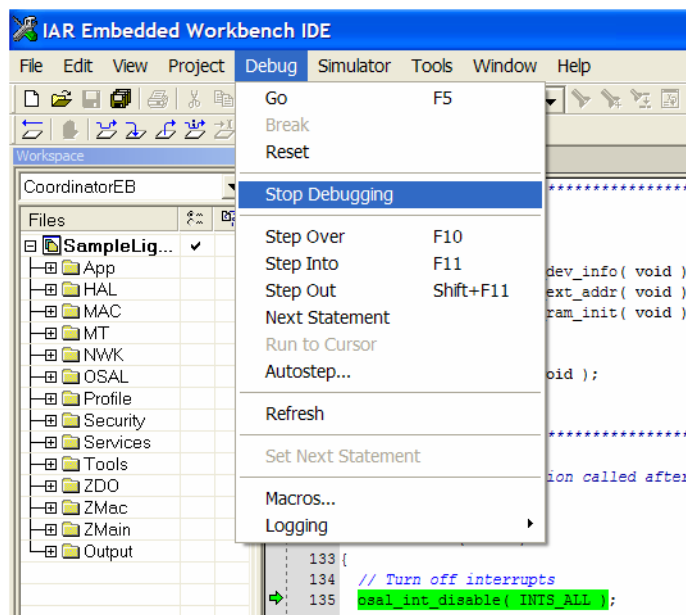 IAR Embedded Workbench IDE
File Edit View Project Debug Simulator Tools Window Help
Go F5
Break
Reset
Workspace
CoordinatorEB
Stop Debugging
Files
SampleLig...
App
HAL
MAC
MT
NWK
OSAL
Profile
Security
Services
Tools
ZDO
ZMac
ZMain
Output
Step Over F10
Step Into F11
Step Out Shift+F11
Next Statement
Run to Cursor
Autostep...
Refresh
Set Next Statement
Macros...
Logging
*****************
dev_info( void )
ext_addr( void )
ram_init( void )
oid );
*****************
ion called after
133 {
134 // Turn off interrupts
135 osal_int_disable( INTS_ALL );